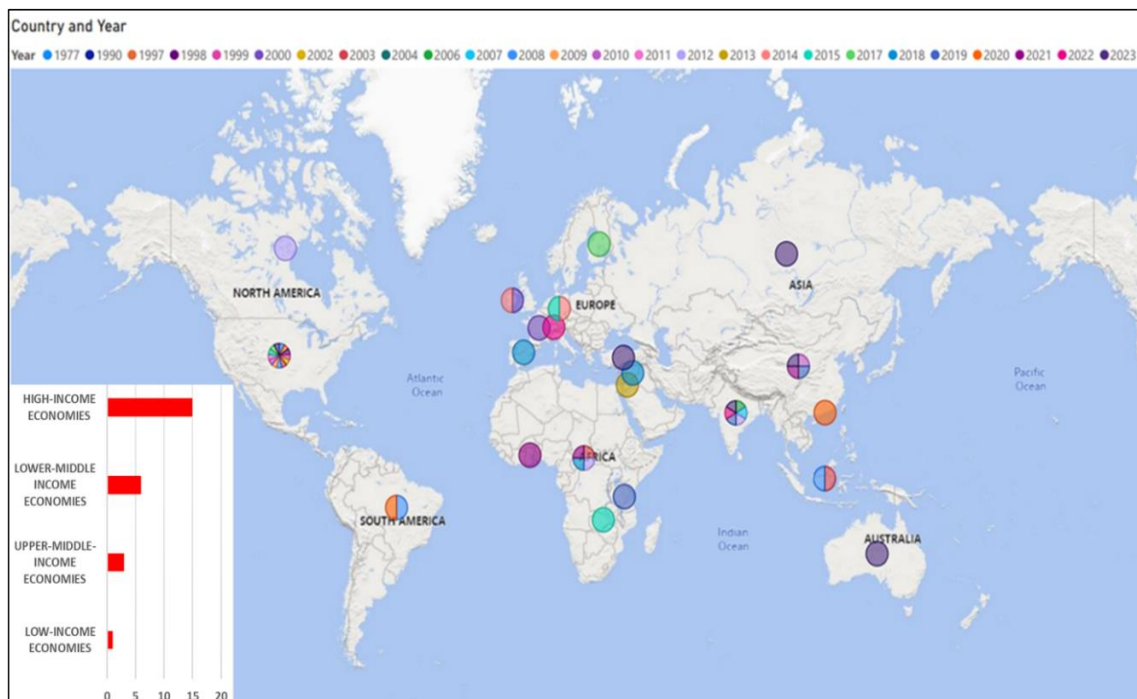 Country and Year
Year 1977 1990 1997 1998 1999 2000 2002 2003 2004 2006 2007 2008 2009 2010 2011 2012 2013 2014 2015 2017 2018 2019 2020 2021 2022 2023
NORTH AMERICA
EUROPE
ASIA
Atlantic
Ocean
Pacific
Ocean
AFRICA
SOUTH AMERICA
Indian
Ocean
AUSTRALIA
HIGH-INCOME
ECONOMIES
LOWER-MIDDLE
INCOME
ECONOMIES
UPPER-MIDDLE-
INCOME
ECONOMIES
LOW-INCOME
ECONOMIES
0 5 10 15 20